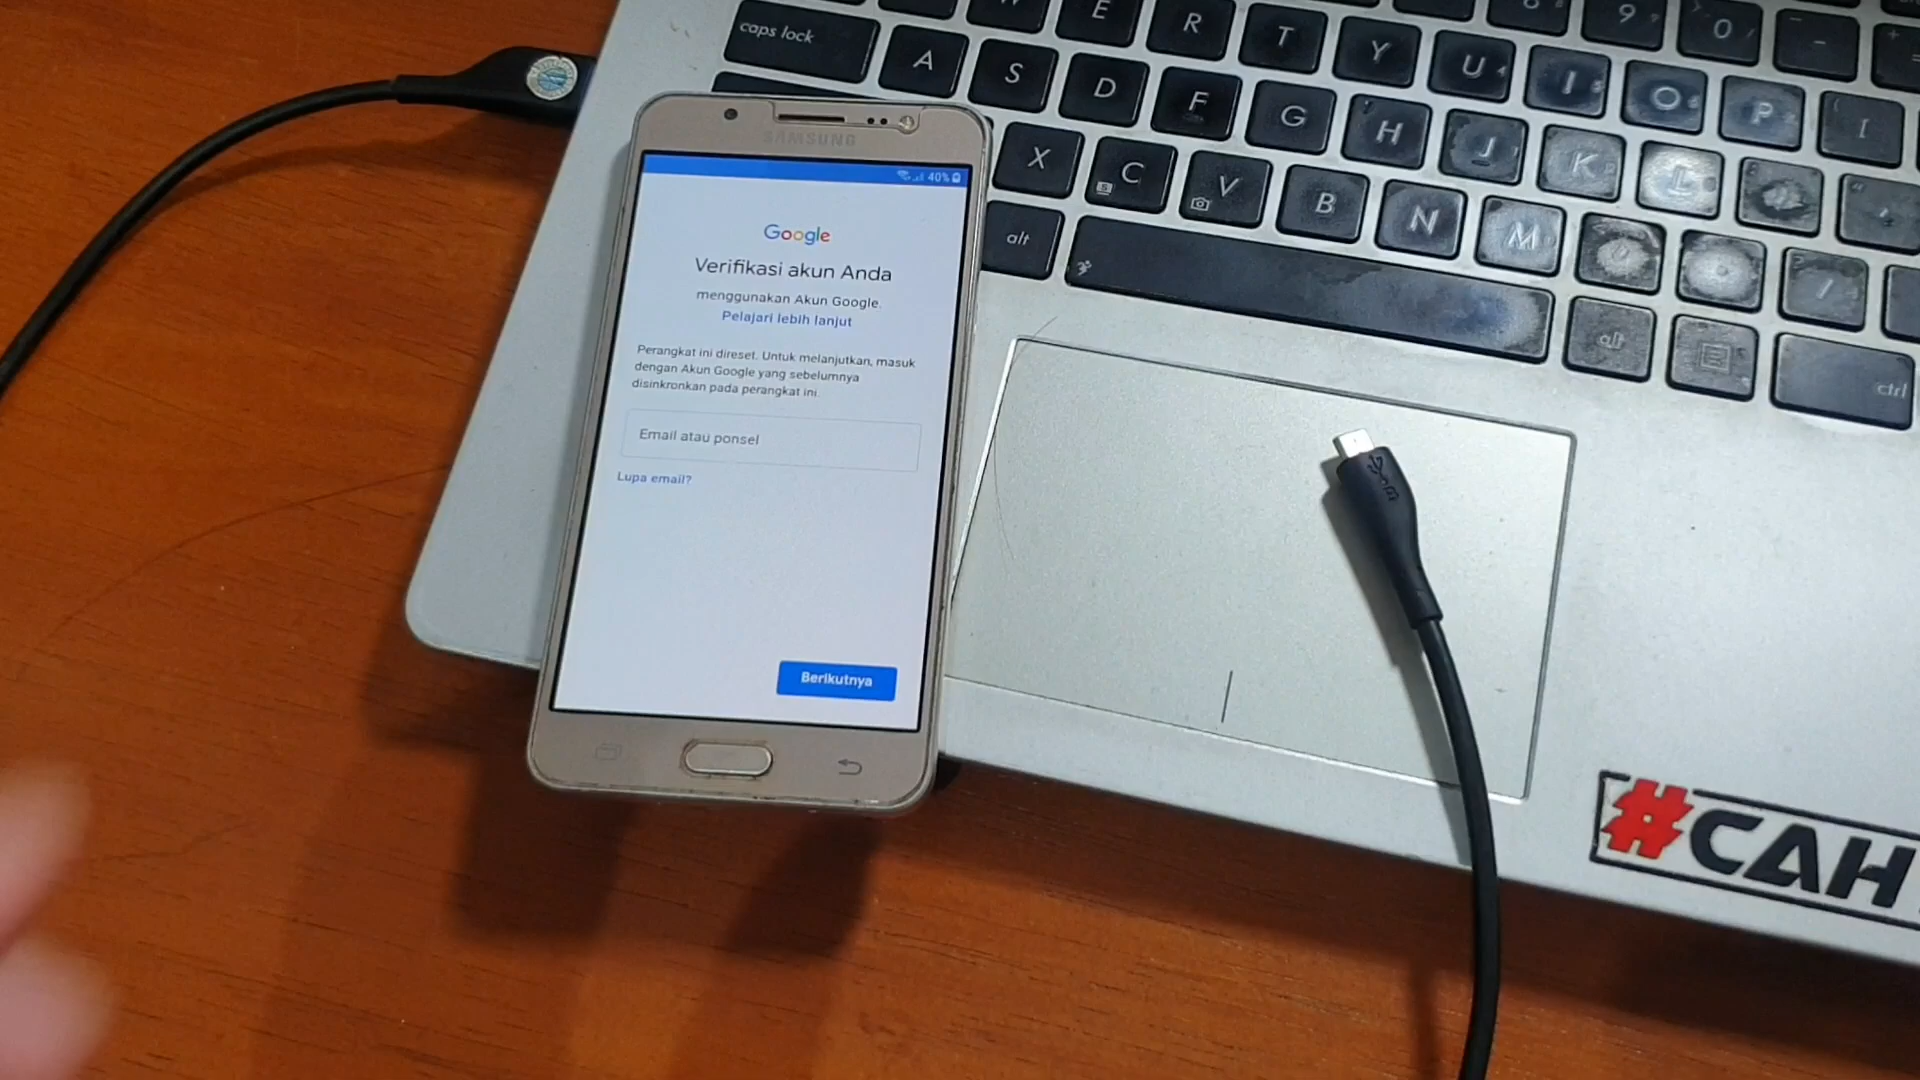 SAMSUNG
40%
Google
Verifikasi akun Anda
menggunakan Akun Google.
Pelajari lebih lanjut
Perangkat ini direset. Untuk melanjutkan, masuk
dengan Akun Google yang sebelumnya
disinkronkan pada perangkat ini.
Email atau ponsel
Lupa email?
Berikutnya
E R T Y U I O P [
9 0 -
caps lock A S D F G H J K L
X C V B N M
alt alt ctrl
#CAH